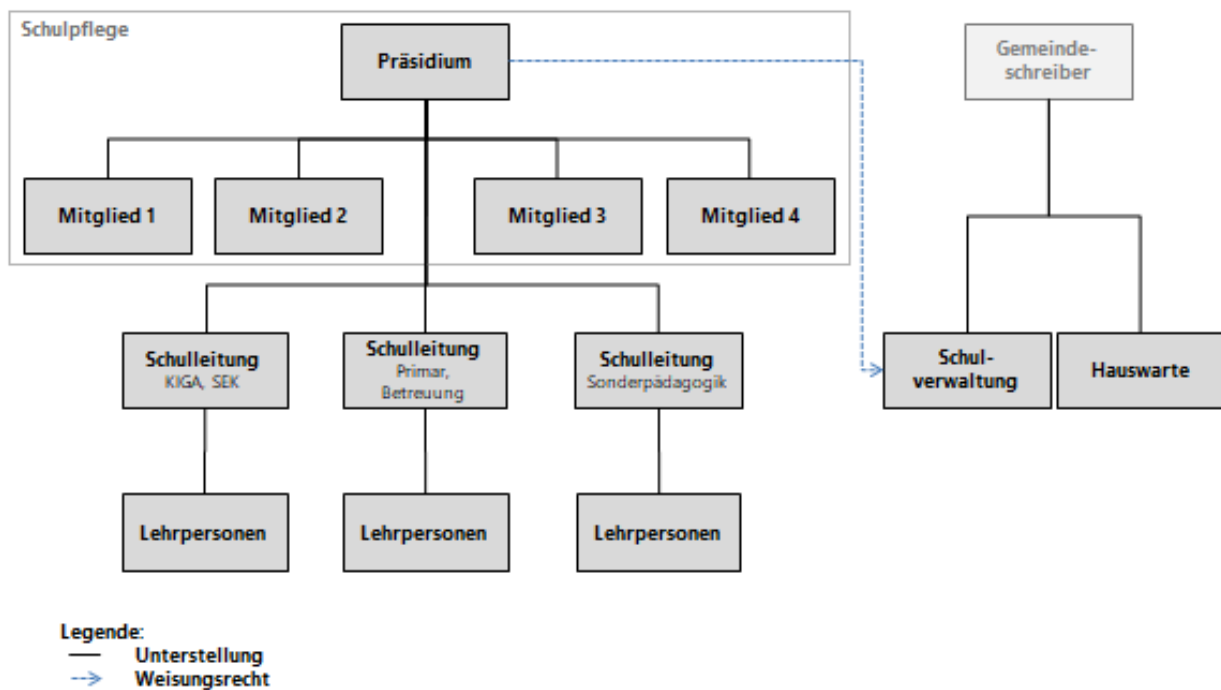 Schulpflege
Präsidium
Gemeinde-
schreiber
Mitglied 1
Mitglied 2
Mitglied 3
Mitglied 4
Schulleitung
KIGA, SEK
Schulleitung
Primar,
Betreuung
Schulleitung
Sonderpädagogik
Schul-
verwaltung
Hauswarte
Lehrpersonen
Lehrpersonen
Lehrpersonen
Legende:
Unterstellung
Weisungsrecht